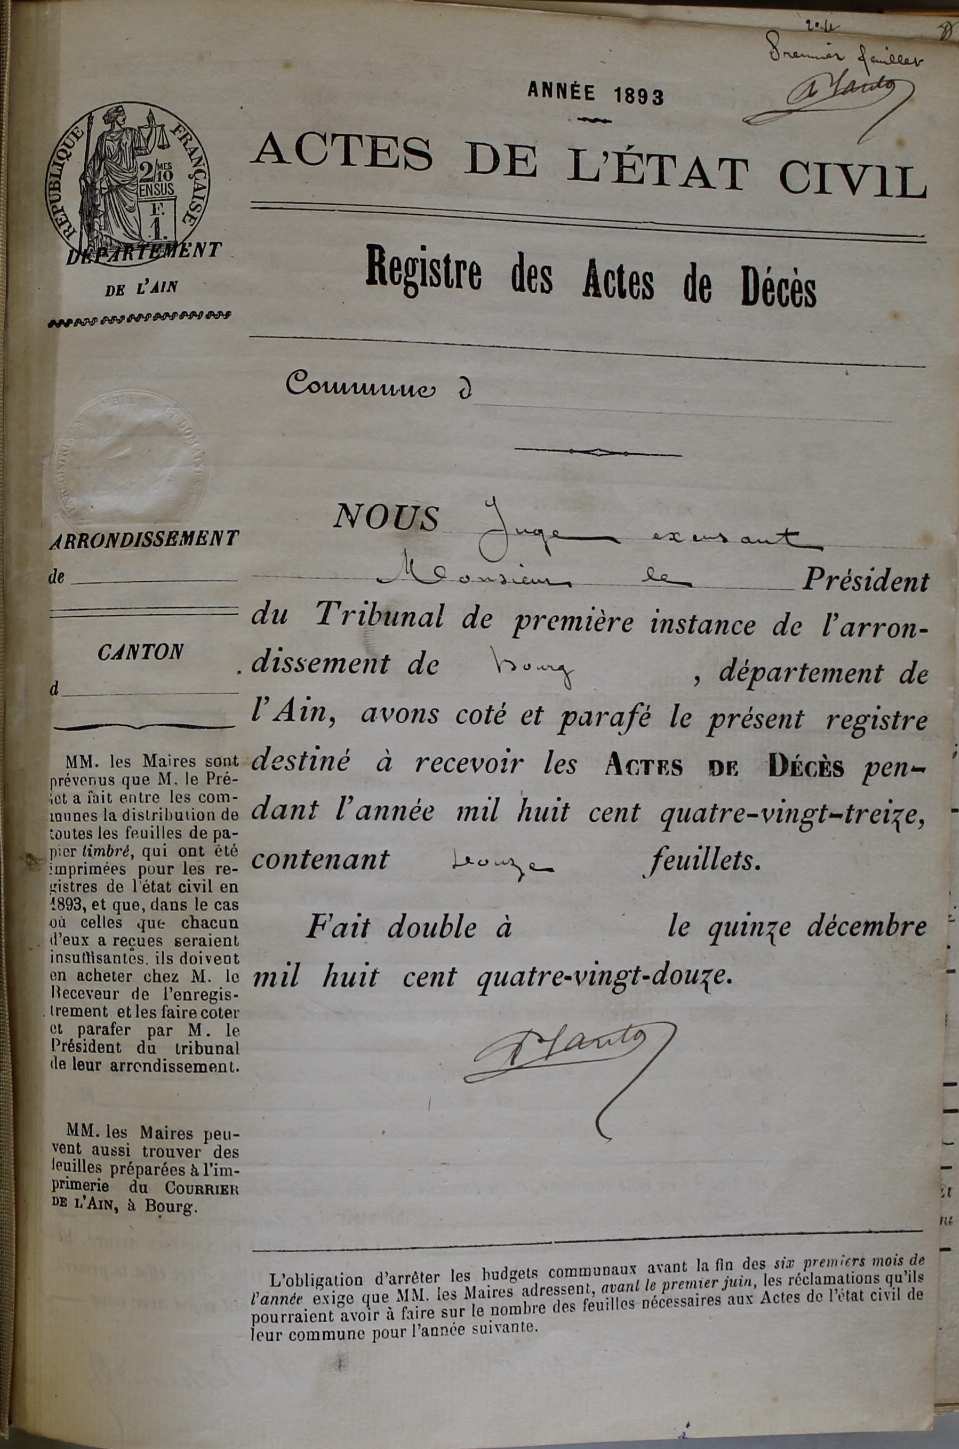 Premier feuillet
ANNÉE 1893
ACTES DE L'ÉTAT CIVIL
RÉPUBLIQUE FRANÇAISE
2/10 MES
EN SUS
F.
1.
DÉPARTEMENT
DE L'AIN
Registre des Actes de Décès
Commune d
ARRONDISSEMENT
de
CANTON
d
MM. les Maires sont
prévenus que M. le Pré-
fet a fait entre les com-
munes la distribution de
toutes les feuilles de pa-
pier timbré, qui ont été
imprimées pour les re-
gistres de l'état civil en
1893, et que, dans le cas
où celles que chacun
d'eux a reçues seraient
insuffisantes, ils doivent
en acheter chez M. le
Receveur de l'enregis-
trement et les faire coter
et parafer par M. le
Président du tribunal
de leur arrondissement.
MM. les Maires peu-
vent aussi trouver des
feuilles préparées à l'im-
primerie du COURRIER
DE L'AIN, à Bourg.
NOUS Juge exerçant
Monsieur le Président
du Tribunal de première instance de l'arron-
dissement de Bourg, département de
l'Ain, avons coté et parafé le présent registre
destiné à recevoir les ACTES DE DÉCÈS pen-
dant l'année mil huit cent quatre-vingt-treize,
contenant feuillets.
Fait double à le quinze décembre
mil huit cent quatre-vingt-douze.
L'obligation d'arrêter les budgets communaux avant la fin des six premiers mois de
l'année exige que MM. les Maires adressent, avant le premier juin, les réclamations qu'ils
pourraient avoir à faire sur le nombre des feuilles nécessaires aux Actes de l'état civil de
leur commune pour l'année suivante.